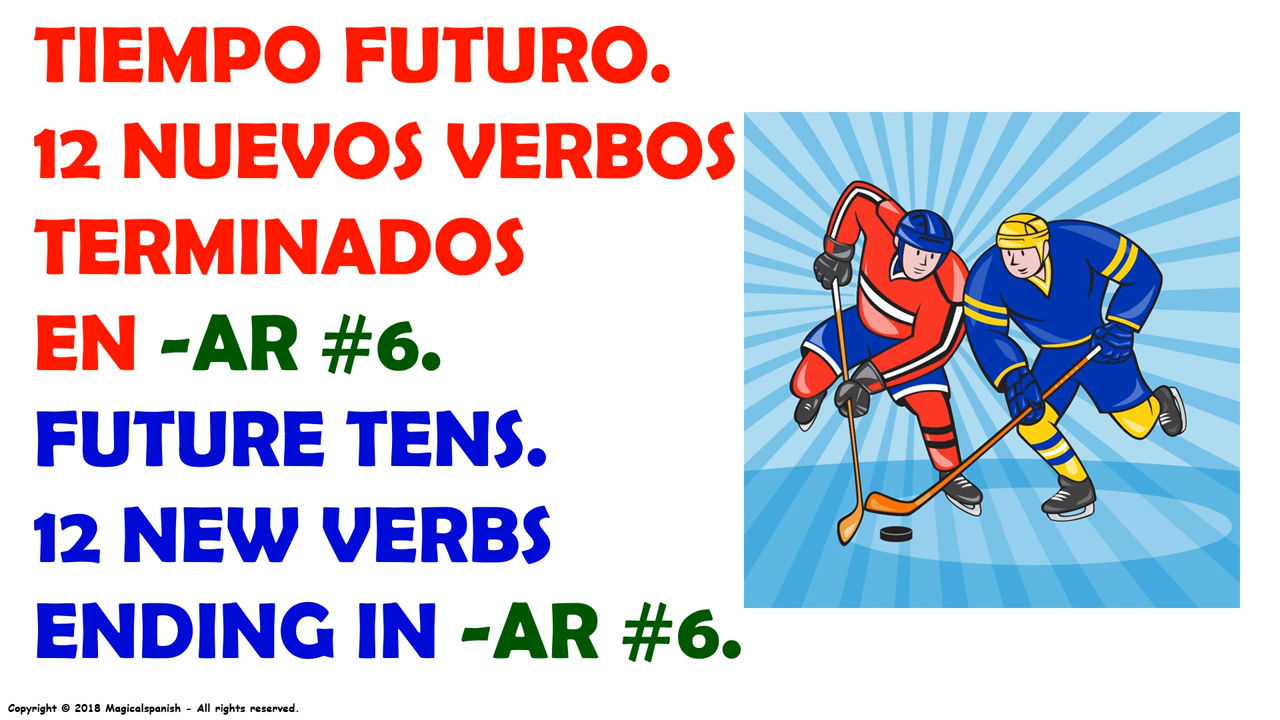 TIEMPO FUTURO.
12 NUEVOS VERBOS
TERMINADOS
EN -AR #6.
FUTURE TENS.
12 NEW VERBS
ENDING IN -AR #6.
Copyright © 2018 Magicalspanish - All rights reserved.